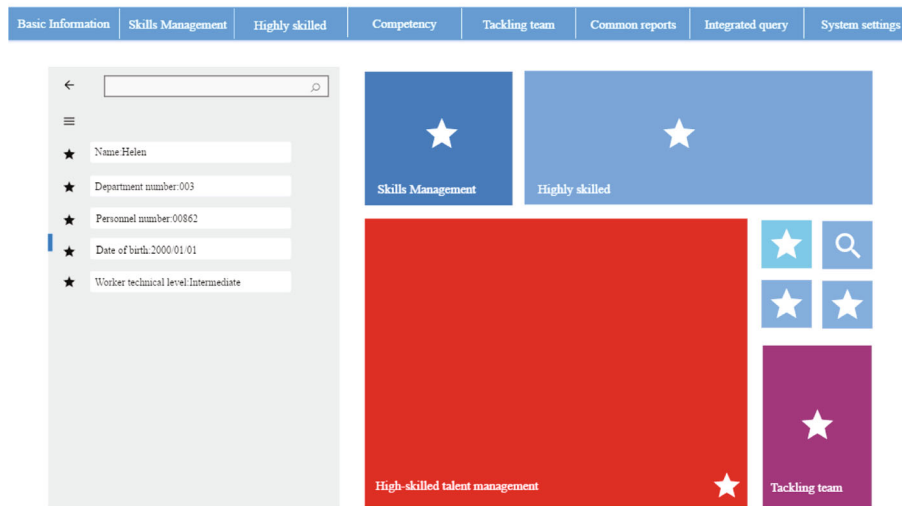 Basic Information Skills Management Highly skilled Competency Tackling team Common reports Integrated query System settings
Name:Helen
Department number:003
Personnel number:00862
Date of birth:2000/01/01
Worker technical level:Intermediate
Skills Management
Highly skilled
High-skilled talent management
Tackling team